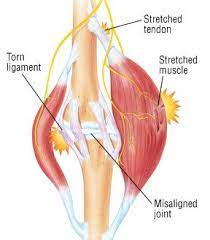 Stretched
tendon
Torn
ligament
Stretched
muscle
Misaligned
joint